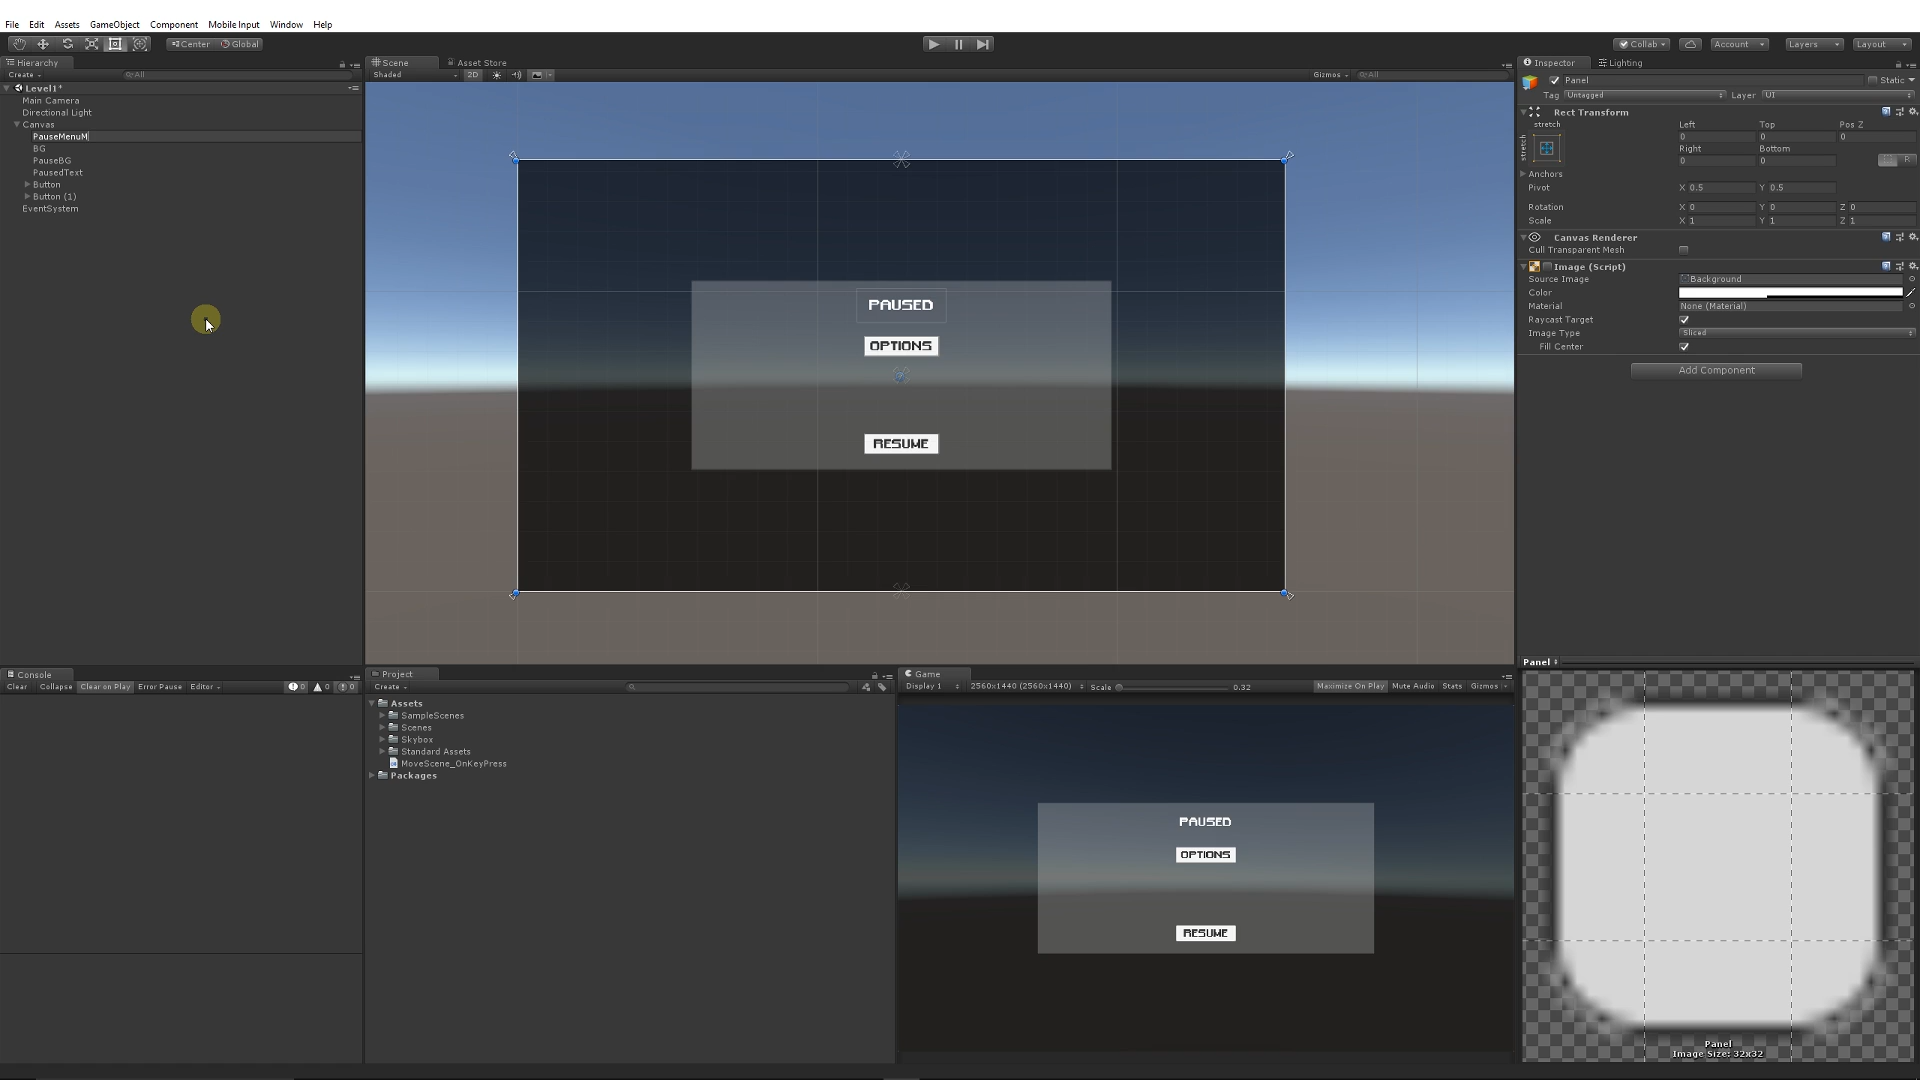 File Edit Assets GameObject Component Mobile Input Window Help
Center Global
Collab Account Layers Layout
Hierarchy
Create All
Level1*
Main Camera
Directional Light
Canvas
PauseMenuM
BG
PauseBG
PausedText
Button
Button (1)
EventSystem
Scene Asset Store
Shaded 2D Gizmos All
PAUSED
OPTIONS
RESUME
Inspector Lighting
Panel Static
Tag Untagged Layer UI
Rect Transform
stretch Left Top Pos Z
stretch
0 0 0
Right Bottom
0 0 R
Anchors
Pivot X 0.5 Y 0.5
Rotation X 0 Y 0 Z 0
Scale X 1 Y 1 Z 1
Canvas Renderer
Cull Transparent Mesh
Image (Script)
Source Image Background
Color
Material None (Material)
Raycast Target
Image Type Sliced
Fill Center
Add Component
Console
Clear Collapse Clear on Play Error Pause Editor 0 0 0
Project
Create
Assets
SampleScenes
Scenes
Skybox
Standard Assets
MoveScene_OnKeyPress
Packages
Game
Display 1 2560x1440 (2560x1440) Scale 0.32 Maximize On Play Mute Audio Stats Gizmos
PAUSED
OPTIONS
RESUME
Panel
Panel
Image Size: 32x32